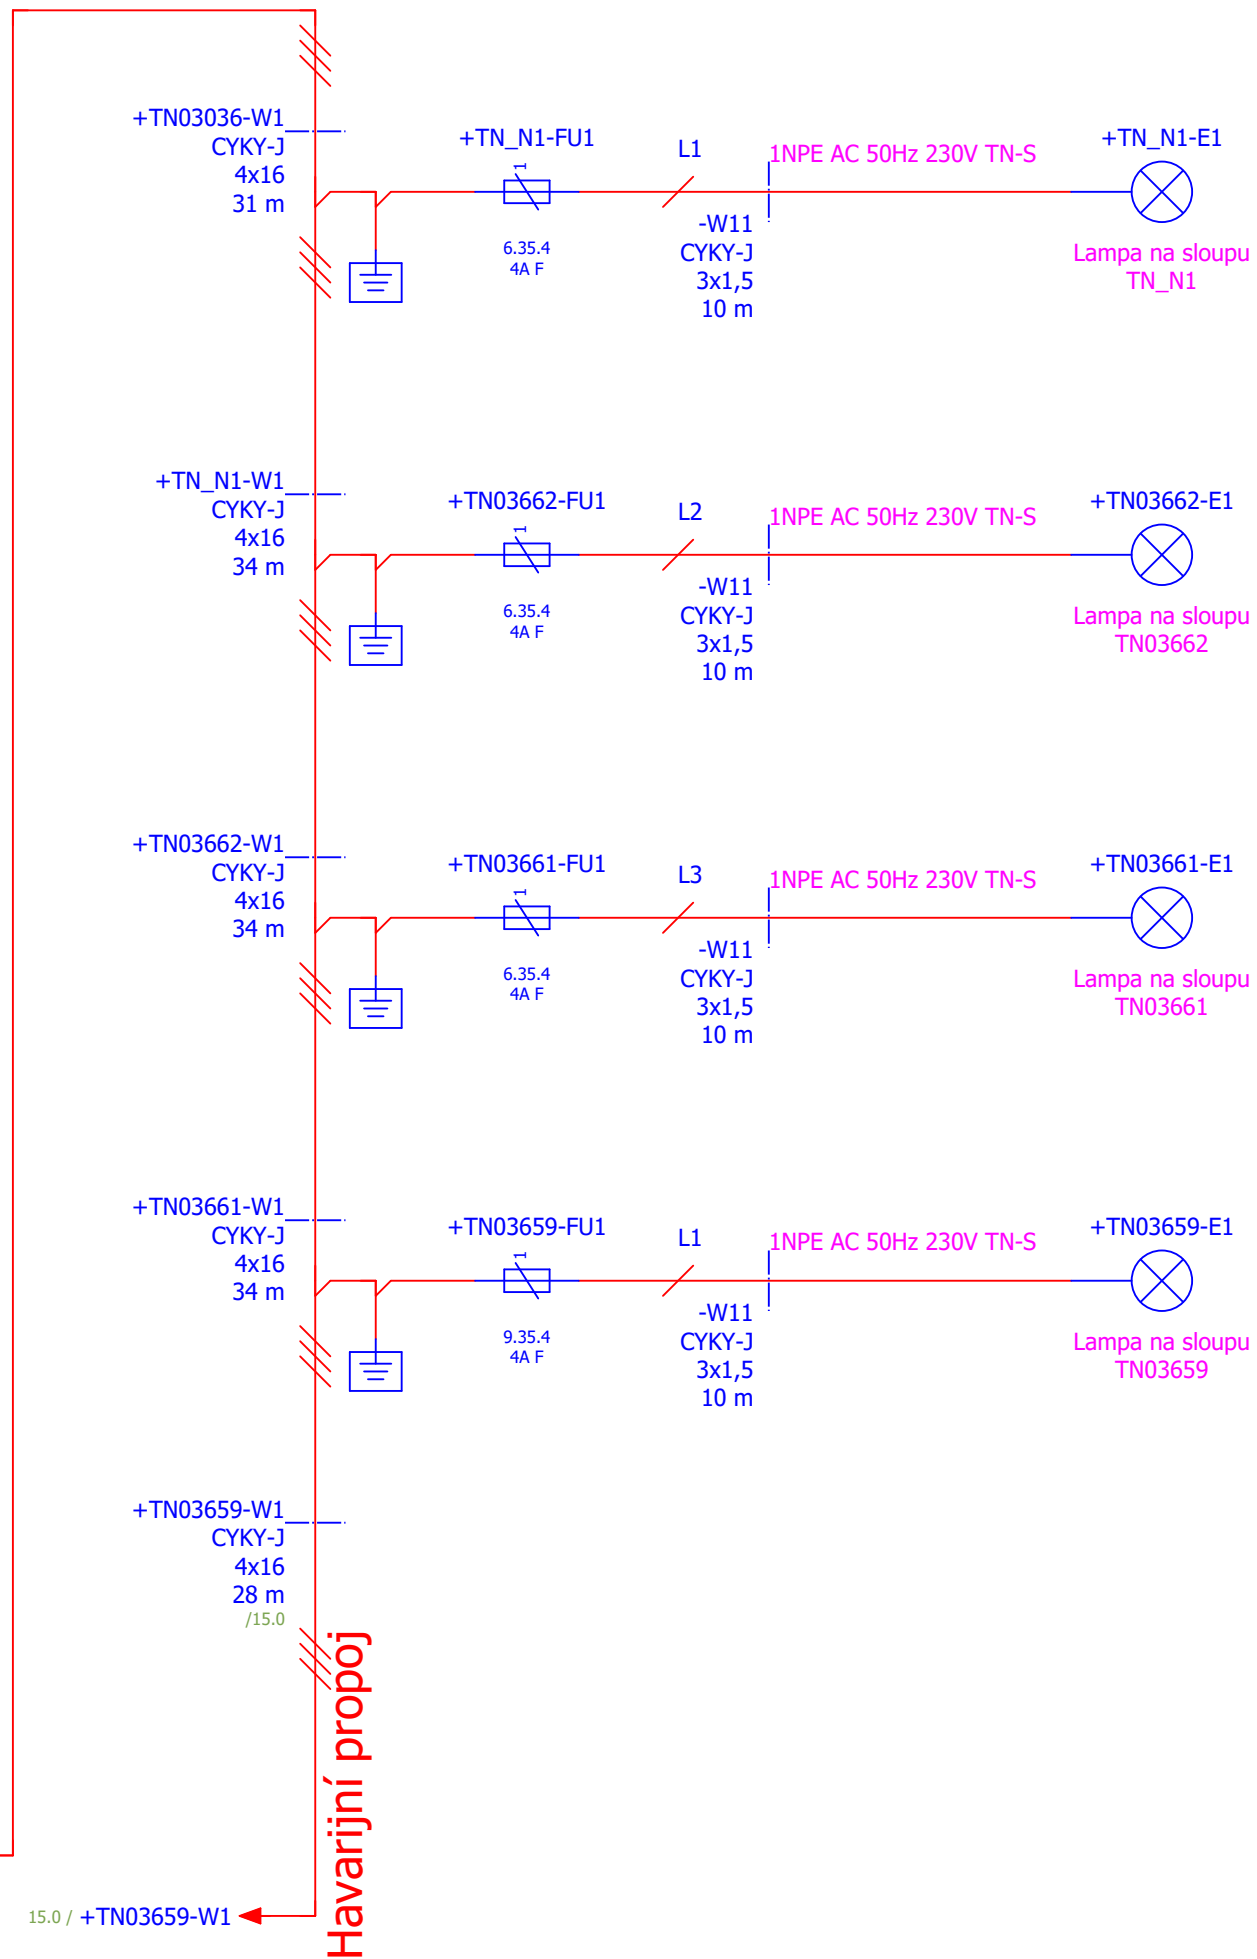 +TN03036-W1
CYKY-J
4x16
31 m
+TN_N1-FU1
1
6.35.4
4A F
L1
1NPE AC 50Hz 230V TN-S
-W11
CYKY-J
3x1,5
10 m
+TN_N1-E1
Lampa na sloupu
TN_N1
+TN_N1-W1
CYKY-J
4x16
34 m
+TN03662-FU1
1
6.35.4
4A F
L2
1NPE AC 50Hz 230V TN-S
-W11
CYKY-J
3x1,5
10 m
+TN03662-E1
Lampa na sloupu
TN03662
+TN03662-W1
CYKY-J
4x16
34 m
+TN03661-FU1
1
6.35.4
4A F
L3
1NPE AC 50Hz 230V TN-S
-W11
CYKY-J
3x1,5
10 m
+TN03661-E1
Lampa na sloupu
TN03661
+TN03661-W1
CYKY-J
4x16
34 m
+TN03659-FU1
1
9.35.4
4A F
L1
1NPE AC 50Hz 230V TN-S
-W11
CYKY-J
3x1,5
10 m
+TN03659-E1
Lampa na sloupu
TN03659
+TN03659-W1
CYKY-J
4x16
28 m
/15.0
Havarijní propoj
15.0 / +TN03659-W1